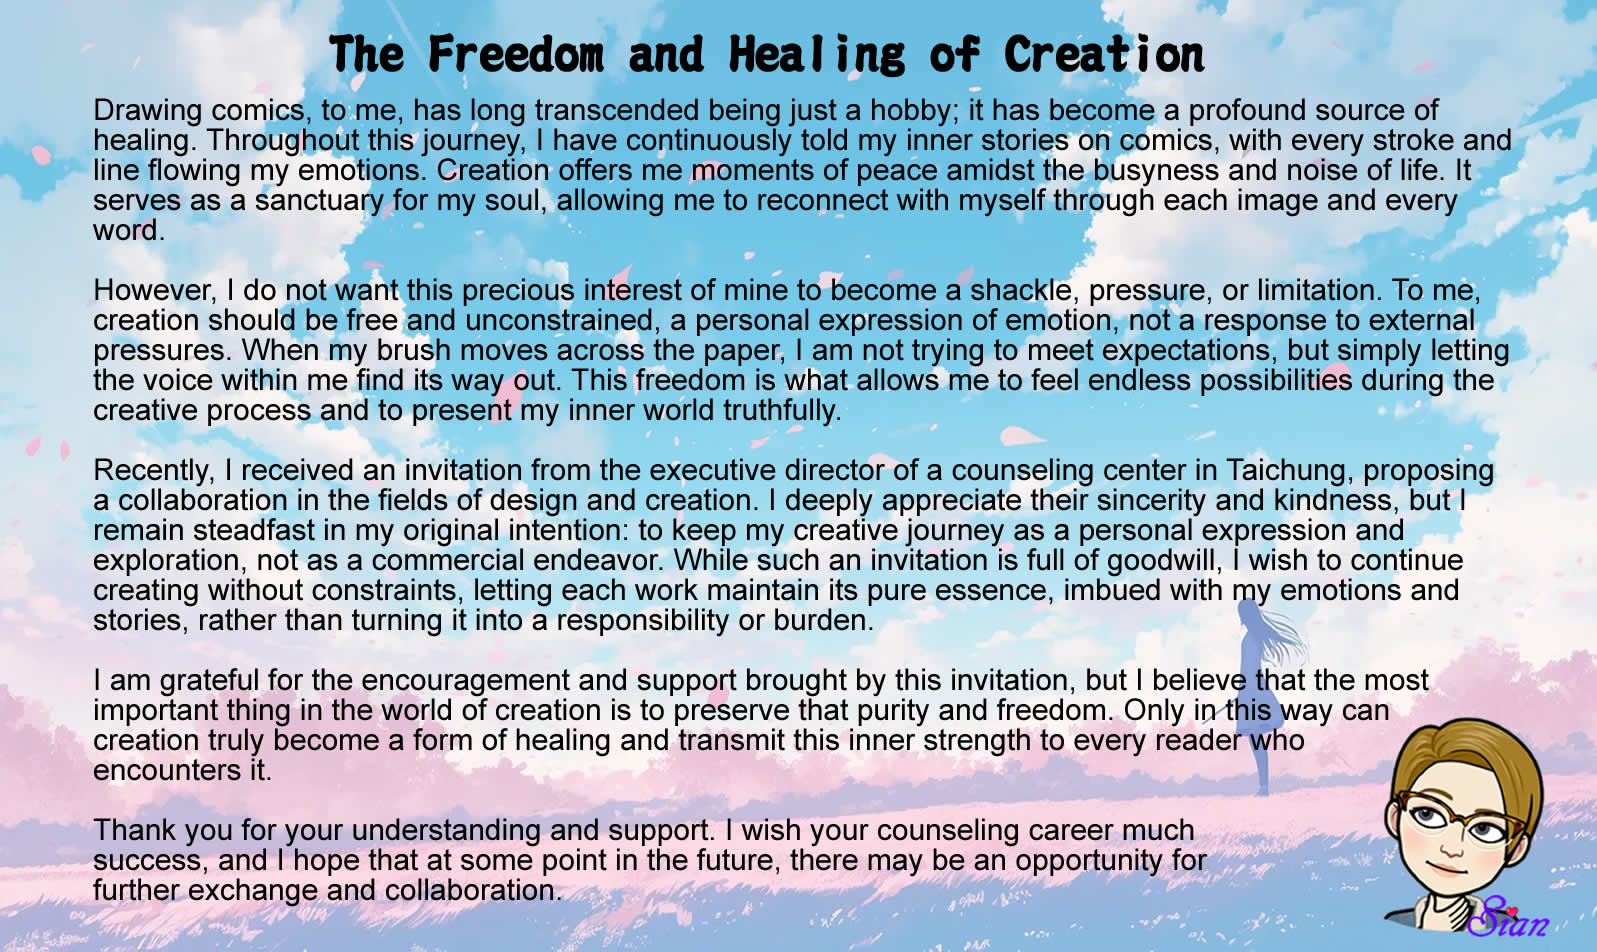 The Freedom and Healing of Creation
Drawing comics, to me, has long transcended being just a hobby; it has become a profound source of
healing. Throughout this journey, I have continuously told my inner stories on comics, with every stroke and
line flowing my emotions. Creation offers me moments of peace amidst the busyness and noise of life. It
serves as a sanctuary for my soul, allowing me to reconnect with myself through each image and every
word.
However, I do not want this precious interest of mine to become a shackle, pressure, or limitation. To me,
creation should be free and unconstrained, a personal expression of emotion, not a response to external
pressures. When my brush moves across the paper, I am not trying to meet expectations, but simply letting
the voice within me find its way out. This freedom is what allows me to feel endless possibilities during the
creative process and to present my inner world truthfully.
Recently, I received an invitation from the executive director of a counseling center in Taichung, proposing
a collaboration in the fields of design and creation. I deeply appreciate their sincerity and kindness, but I
remain steadfast in my original intention: to keep my creative journey as a personal expression and
exploration, not as a commercial endeavor. While such an invitation is full of goodwill, I wish to continue
creating without constraints, letting each work maintain its pure essence, imbued with my emotions and
stories, rather than turning it into a responsibility or burden.
I am grateful for the encouragement and support brought by this invitation, but I believe that the most
important thing in the world of creation is to preserve that purity and freedom. Only in this way can
creation truly become a form of healing and transmit this inner strength to every reader who
encounters it.
Thank you for your understanding and support. I wish your counseling career much
success, and I hope that at some point in the future, there may be an opportunity for
further exchange and collaboration.
Sian